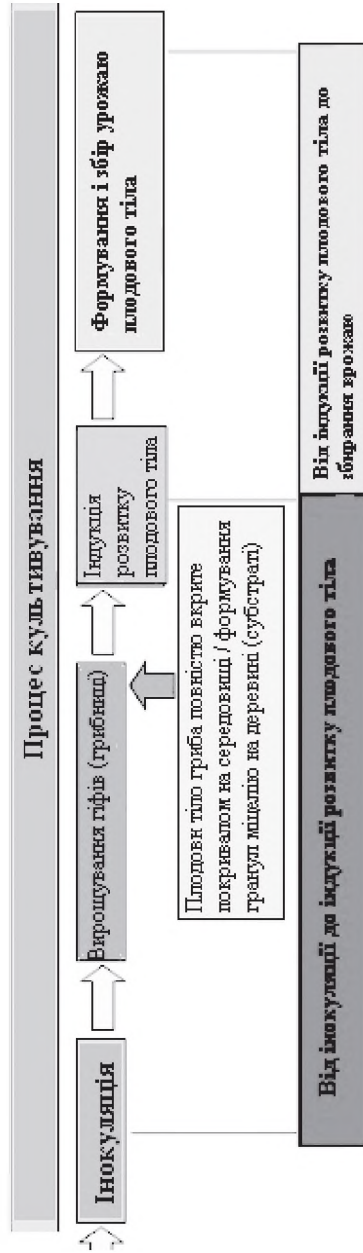 Процес культивування
Інокуляція
Вирощування гіфів (грибниці)
Індукція
розвитку
плодового тіла
Формування і збір урожаю
плодового тіла
Плодови тіло гриба повністю вкрите
покривалом на середовищі / формування
гранул міцелію на деревині (субстраті)
Від інокуляції до індукції розвитку плодового тіла
Від індукції розвитку плодового тіла до
збирання врожаю